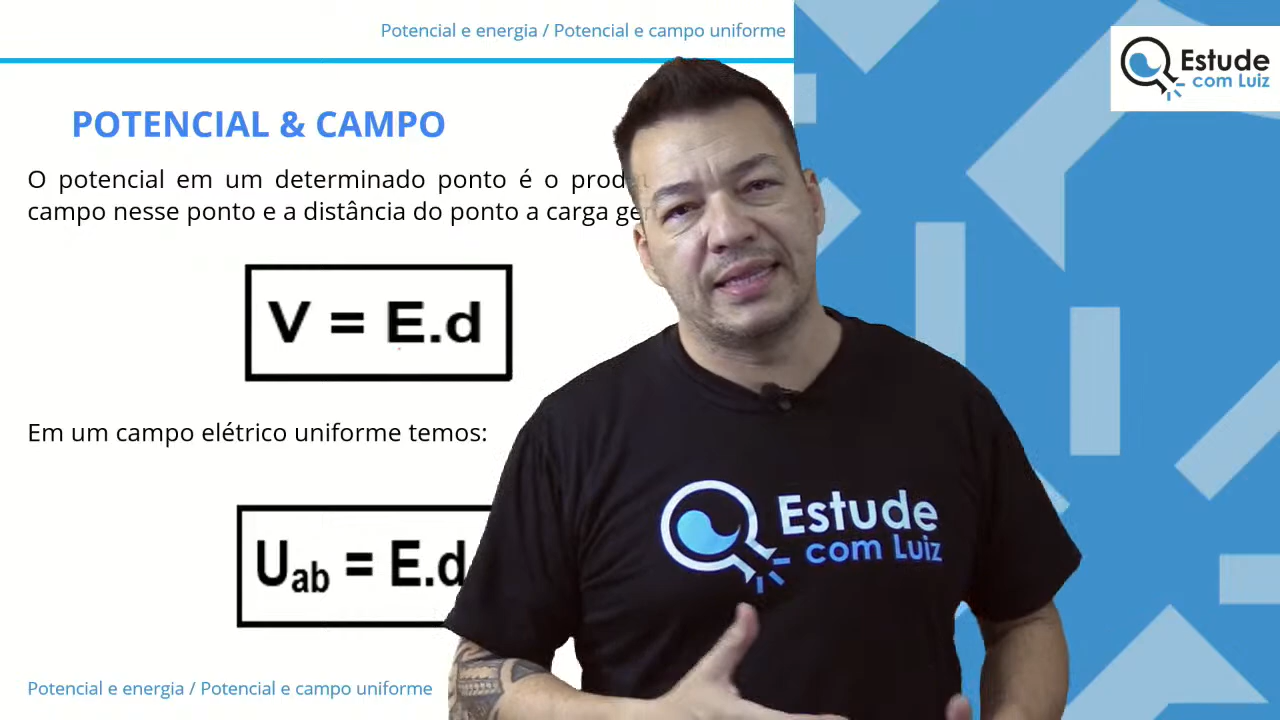 Potencial e energia / Potencial e campo uniforme
Estude
com Luiz
POTENCIAL & CAMPO
O potencial em um determinado ponto é o
campo nesse ponto e a distância do ponto a carga
V = E.d
Em um campo elétrico uniforme temos:
Uab = E.d
Estude
com Luiz
Potencial e energia / Potencial e campo uniforme